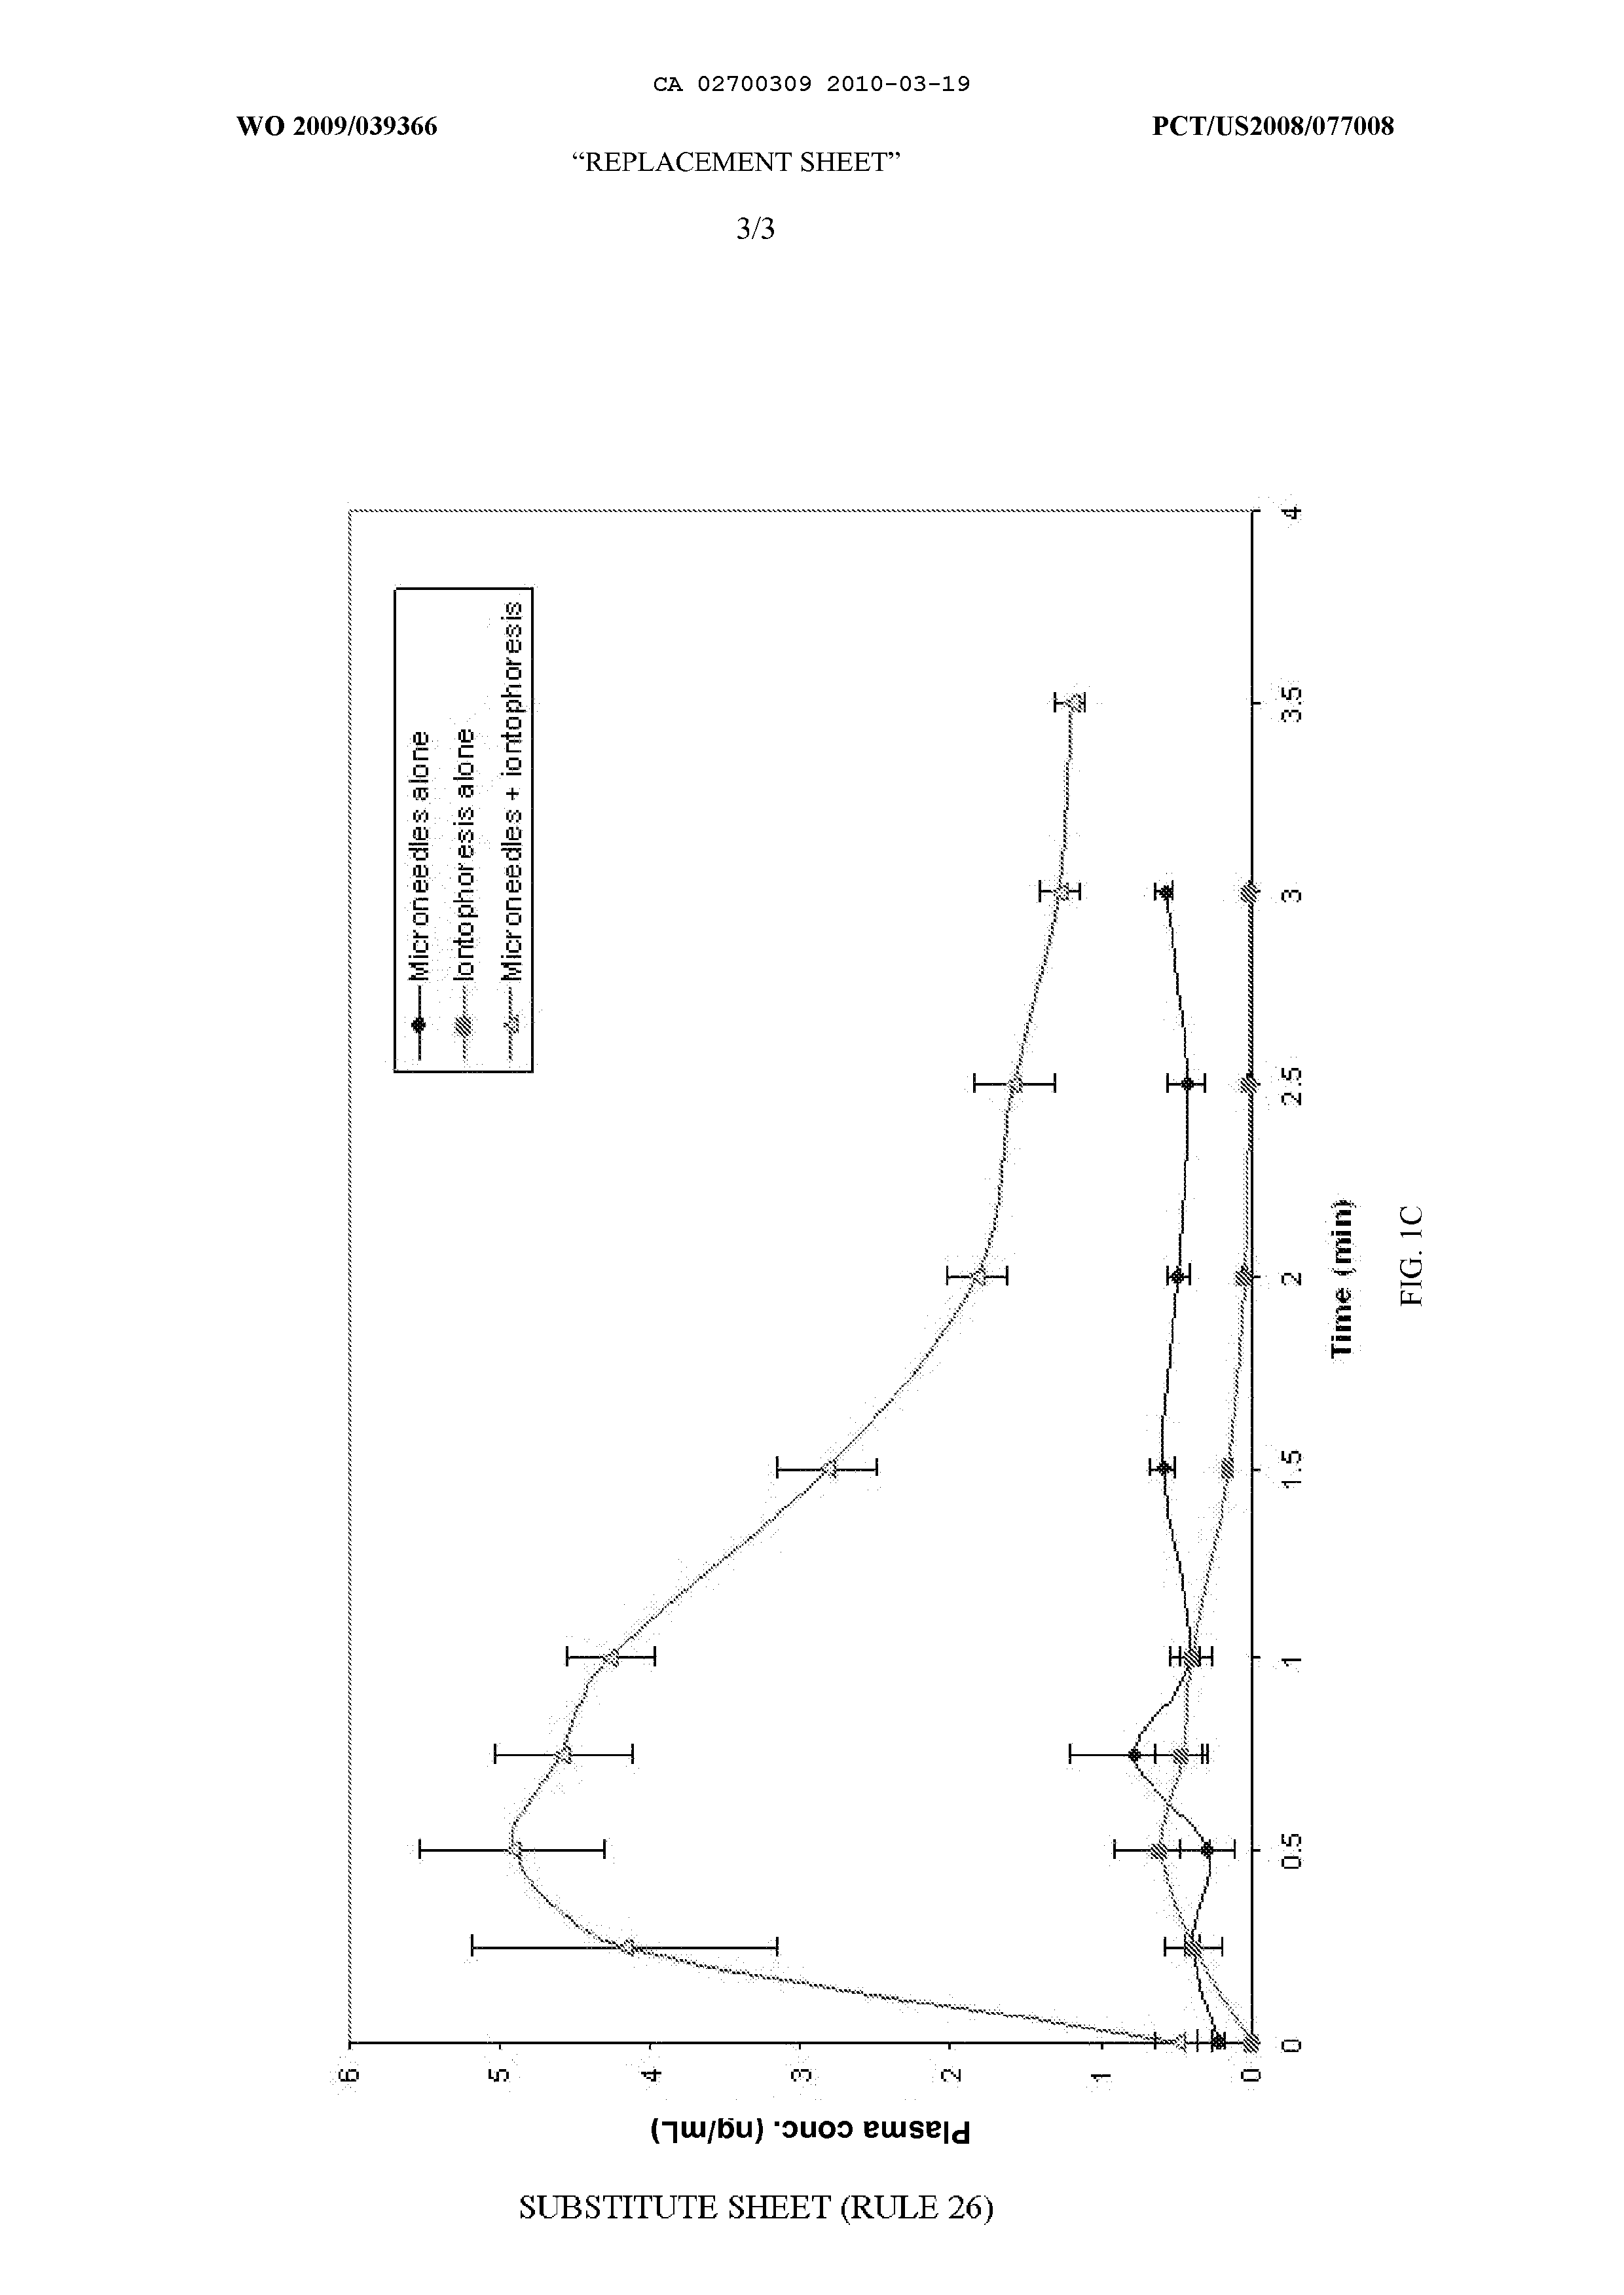 CA 02700309 2010-03-19
WO 2009/039366
PCT/US2008/077008
“REPLACEMENT SHEET”
3/3
Microneedles alone
Iontophoresis alone
Microneedles + iontophoresis
6
5
4
3
2
1
0
Plasma conc. (ng/mL)
0
0.5
1
1.5
2
2.5
3
3.5
4
Time (min)
FIG. 1C
SUBSTITUTE SHEET (RULE 26)